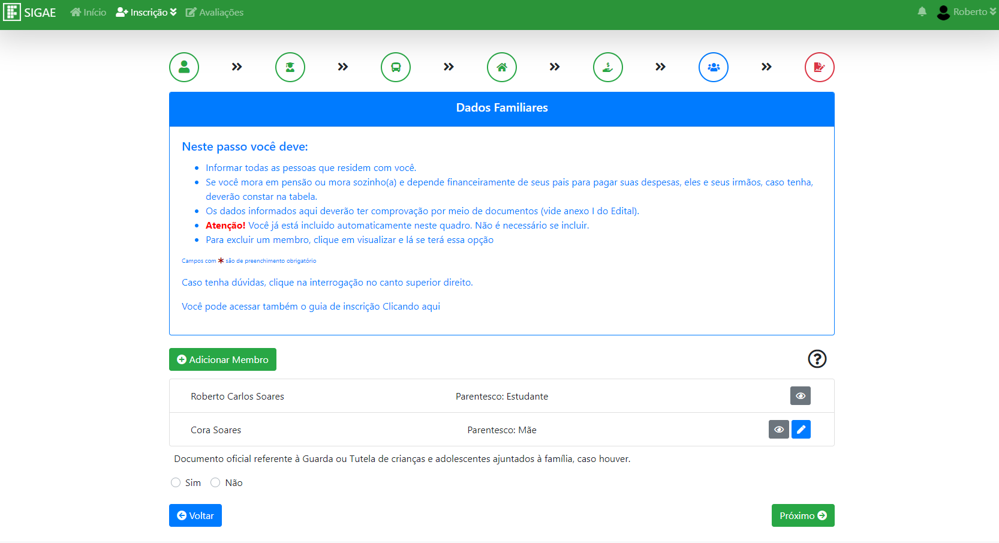 SIGAE Início Inscrição Avaliações Roberto
Dados Familiares
Neste passo você deve:
Informar todas as pessoas que residem com você.
Se você mora em pensão ou mora sozinho(a) e depende financeiramente de seus pais para pagar suas despesas, eles e seus irmãos, caso tenha,
deverão constar na tabela.
Os dados informados aqui deverão ter comprovação por meio de documentos (vide anexo I do Edital).
Atenção! Você já está incluido automaticamente neste quadro. Não é necessário se incluir.
Para excluir um membro, clique em visualizar e lá se terá essa opção
Campos com * são de preenchimento obrigatório
Caso tenha dúvidas, clique na interrogação no canto superior direito.
Você pode acessar também o guia de inscrição Clicando aqui
Adicionar Membro
Roberto Carlos Soares Parentesco: Estudante
Cora Soares Parentesco: Mãe
Documento oficial referente à Guarda ou Tutela de crianças e adolescentes ajuntados à família, caso houver.
Sim Não
Voltar Próximo